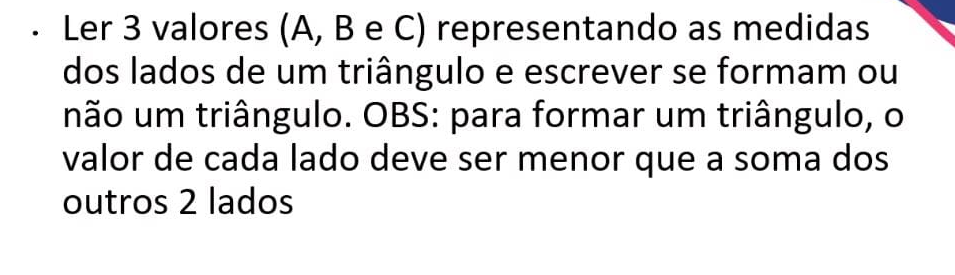 · Ler 3 valores (A, B e C) representando as medidas
dos lados de um triângulo e escrever se formam ou
não um triângulo. OBS: para formar um triângulo, o
valor de cada lado deve ser menor que a soma dos
outros 2 lados